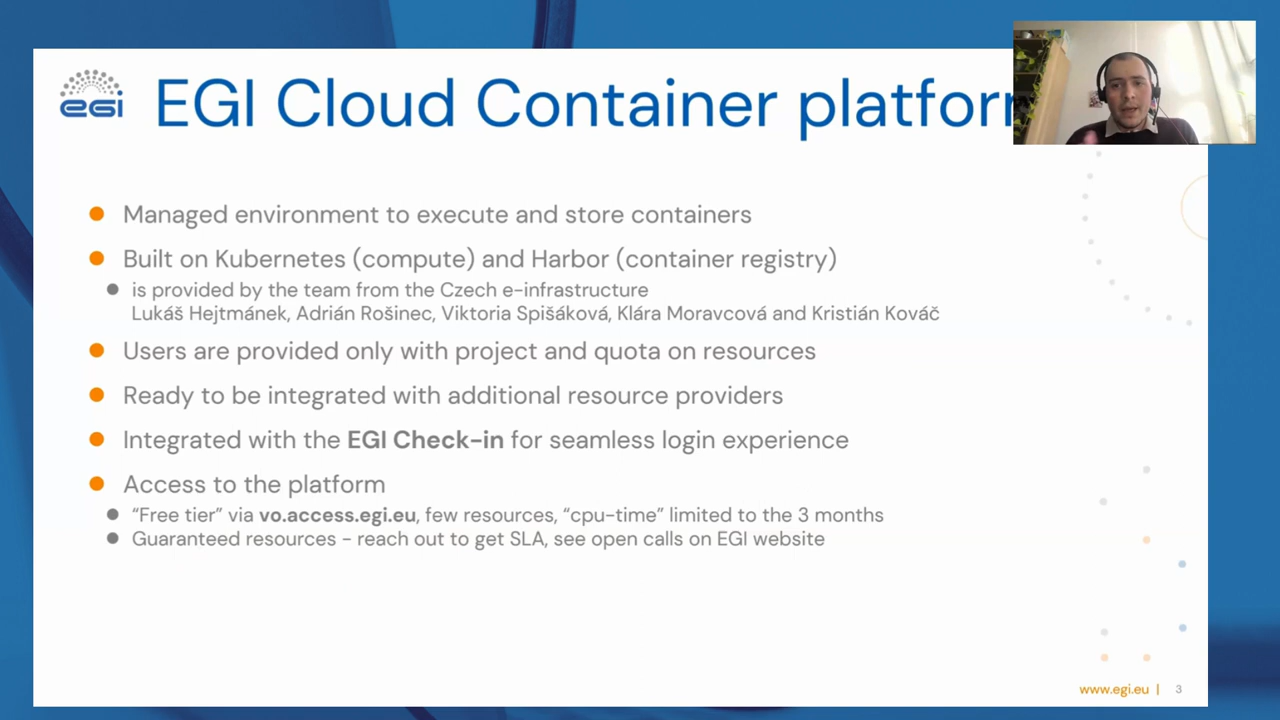 egi
EGI Cloud Container platfor
Managed environment to execute and store containers
Built on Kubernetes (compute) and Harbor (container registry)
is provided by the team from the Czech e-infrastructure
Lukáš Hejtmánek, Adrián Rošinec, Viktoria Spišáková, Klára Moravcová and Kristián Kováč
Users are provided only with project and quota on resources
Ready to be integrated with additional resource providers
Integrated with the EGI Check-in for seamless login experience
Access to the platform
“Free tier” via vo.access.egi.eu, few resources, “cpu-time” limited to the 3 months
Guaranteed resources - reach out to get SLA, see open calls on EGI website
www.egi.eu | 3